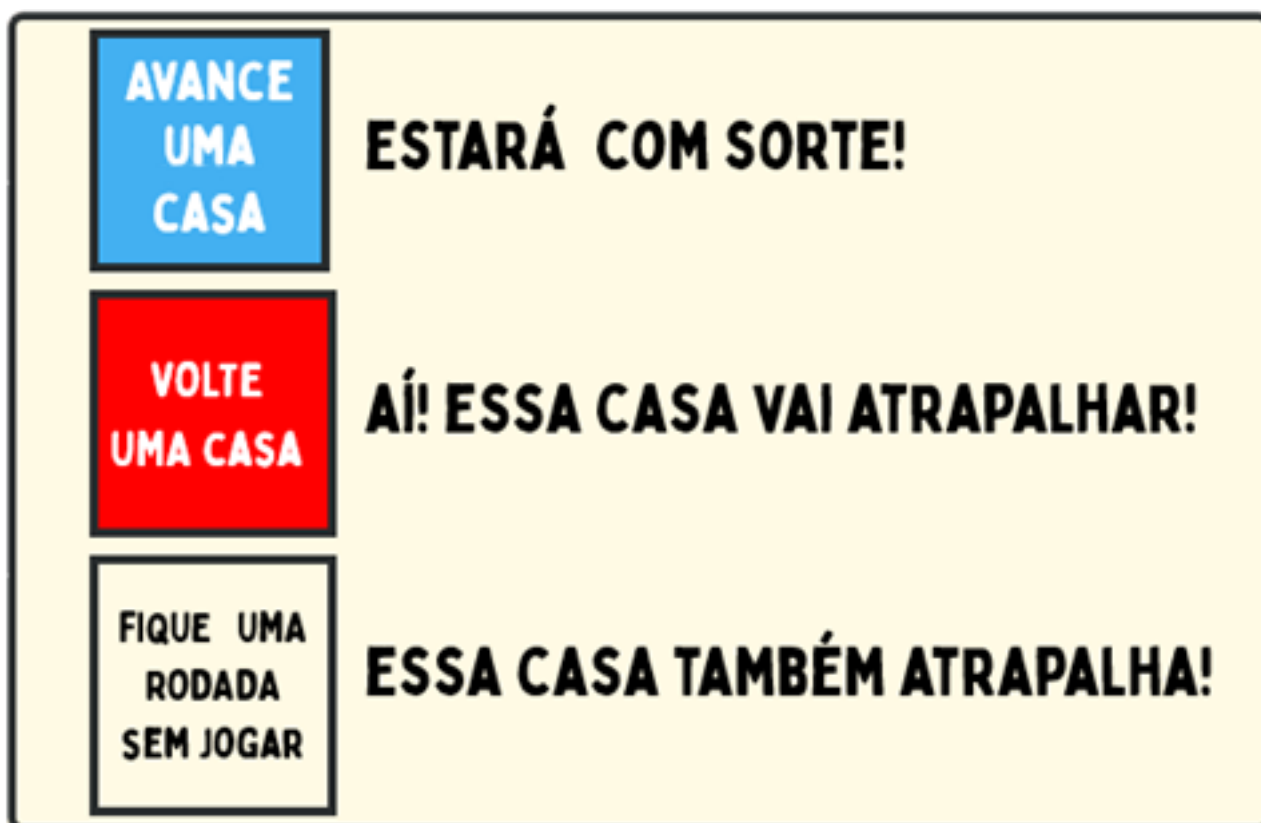 AVANCE
UMA
CASA
ESTARÁ COM SORTE!
VOLTE
UMA CASA
AÍ! ESSA CASA VAI ATRAPALHAR!
FIQUE UMA
RODADA
SEM JOGAR
ESSA CASA TAMBÉM ATRAPALHA!